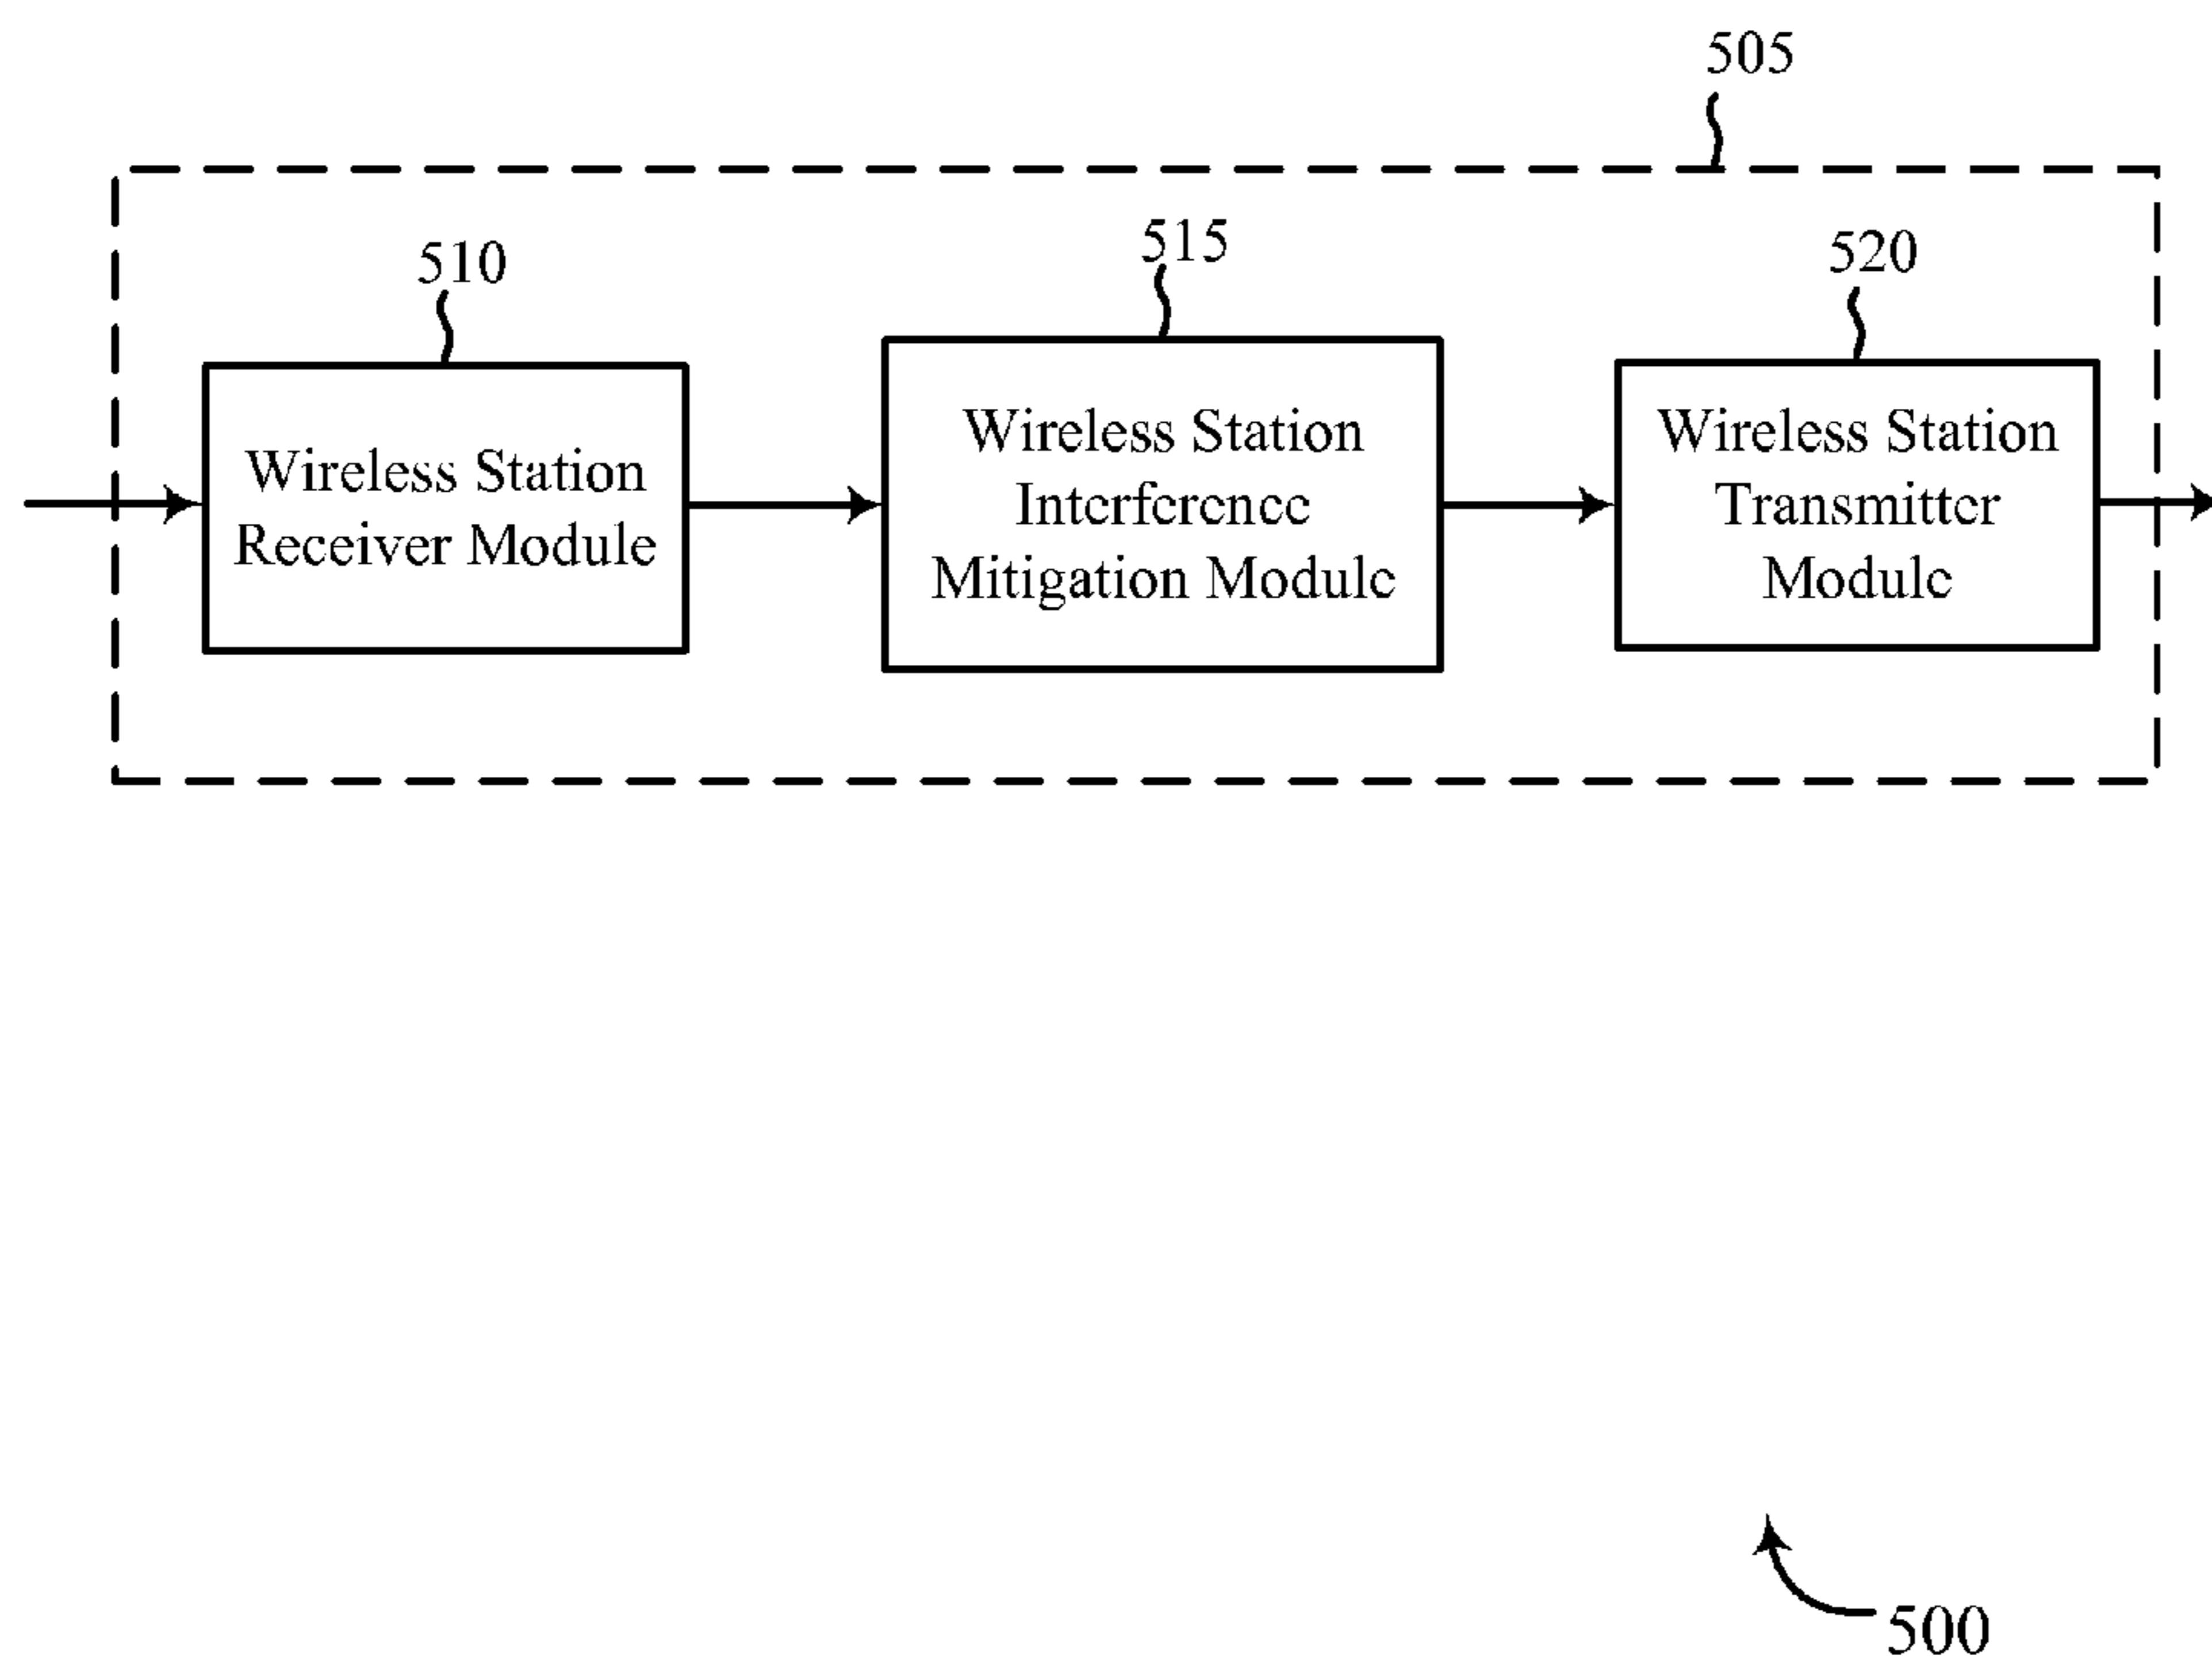 505
510
515
520
Wireless Station
Receiver Module
Wireless Station
Interference
Mitigation Module
Wireless Station
Transmitter
Module
500